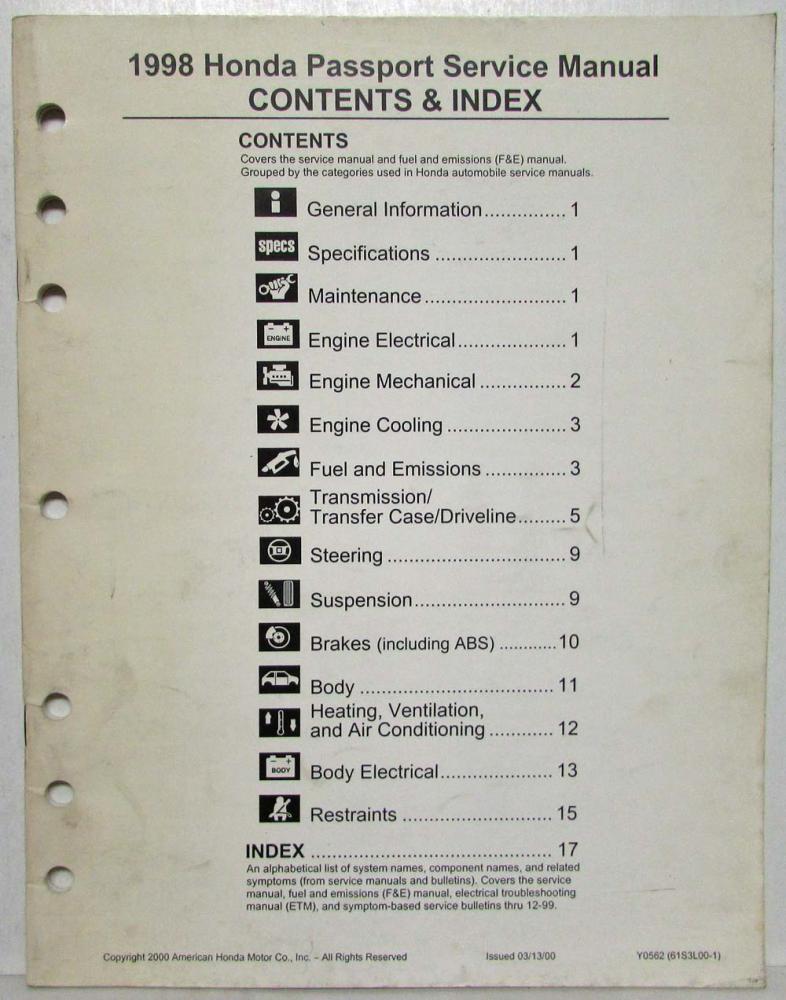 1998 Honda Passport Service Manual
CONTENTS & INDEX
CONTENTS
Covers the service manual and fuel and emissions (F&E) manual.
Grouped by the categories used in Honda automobile service manuals.
General Information............... 1
specs Specifications ........................ 1
Maintenance.......................... 1
- + ENGINE Engine Electrical.................... 1
Engine Mechanical ................ 2
Engine Cooling ...................... 3
Fuel and Emissions ............... 3
Transmission/
Transfer Case/Driveline......... 5
Steering ................................. 9
Suspension............................ 9
Brakes (including ABS) ............10
Body ................................... 11
Heating, Ventilation,
and Air Conditioning ............ 12
- + BODY Body Electrical..................... 13
Restraints ............................ 15
INDEX ............................................. 17
An alphabetical list of system names, component names, and related
symptoms (from service manuals and bulletins). Covers the service
manual, fuel and emissions (F&E) manual, electrical troubleshooting
manual (ETM), and symptom-based service bulletins thru 12-99.
Copyright 2000 American Honda Motor Co., Inc. – All Rights Reserved Issued 03/13/00 Y0562 (61S3L00-1)